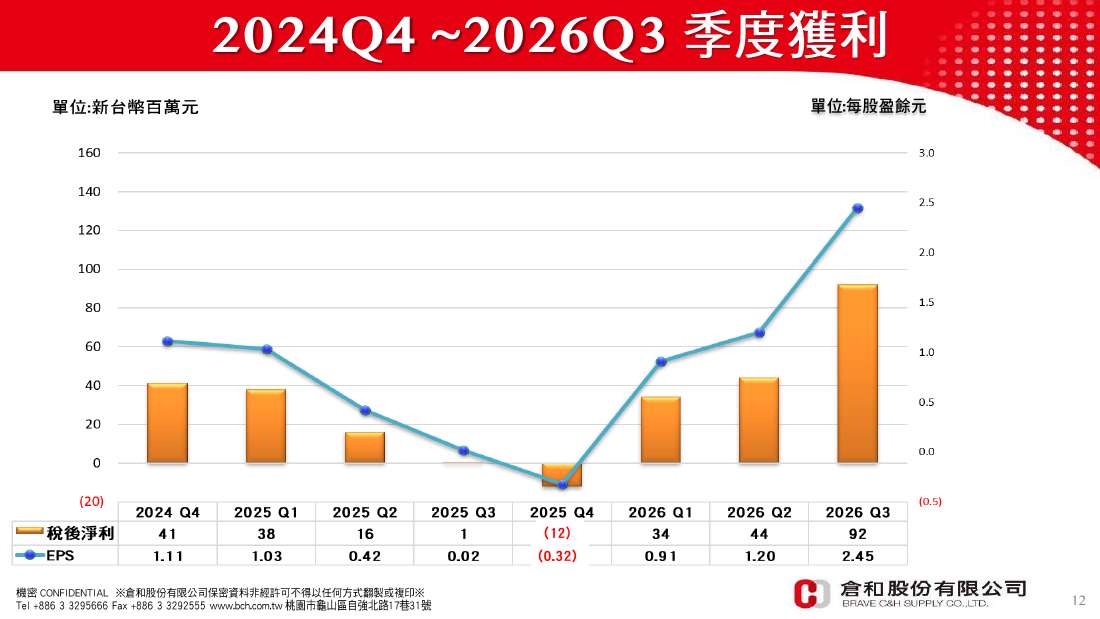 2024Q4 ~2026Q3 季度獲利
單位:新台幣百萬元
單位:每股盈餘元
160
140
120
100
80
60
40
20
0
(20)
3.0
2.5
2.0
1.5
1.0
0.5
0.0
(0.5)
2024 Q4 2025 Q1 2025 Q2 2025 Q3 2025 Q4 2026 Q1 2026 Q2 2026 Q3
稅後淨利 41 38 16 1 (12) 34 44 92
EPS 1.11 1.03 0.42 0.02 (0.32) 0.91 1.20 2.45
機密 CONFIDENTIAL ※倉和股份有限公司保密資料非經許可不得以任何方式翻製或複印※
Tel +886 3 3295666 Fax +886 3 3292555 www.bch.com.tw 桃園市龜山區自強北路17巷31號
倉和股份有限公司
BRAVE C&H SUPPLY CO.,LTD.
12